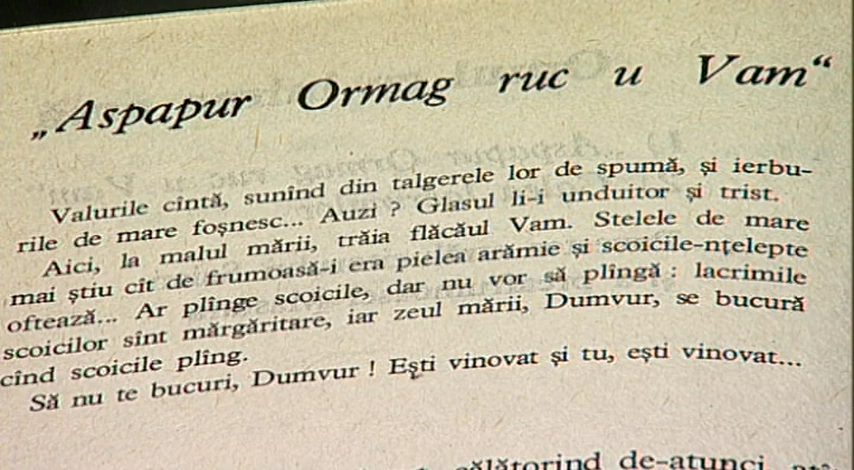 „Aspapur Ormag ruc u Vam“
Valurile cîntă, sunînd din talgerele lor de spumă, și ierbu-
rile de mare foșnesc... Auzi ? Glasul li-i unduitor și trist.
Aici, la malul mării, trăia flăcăul Vam. Stelele de mare
mai știu cît de frumoasă-i era pielea arămie și scoicile-nțelepte
oftează... Ar plînge scoicile, dar nu vor să plîngă : lacrimile
scoicilor sînt mărgăritare, iar zeul mării, Dumvur, se bucură
cînd scoicile plîng.
Să nu te bucuri, Dumvur ! Ești vinovat și tu, ești vinovat...
călătorind de-atunci